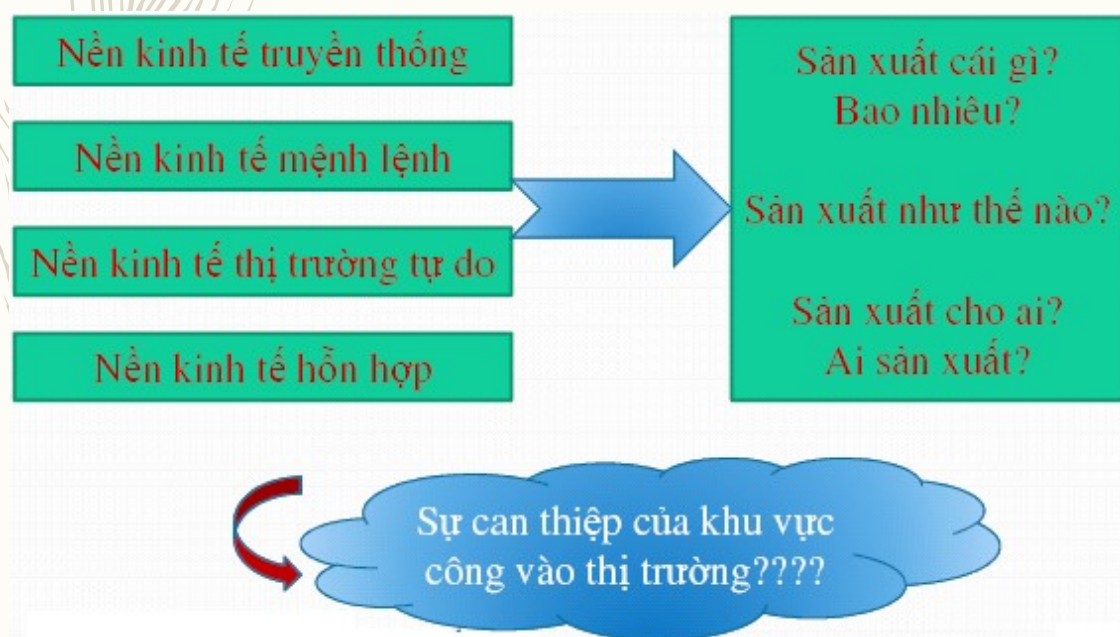 Nền kinh tế truyền thống
Nền kinh tế mệnh lệnh
Nền kinh tế thị trường tự do
Nền kinh tế hỗn hợp
Sản xuất cái gì?
Bao nhiêu?
Sản xuất như thế nào?
Sản xuất cho ai?
Ai sản xuất?
Sự can thiệp của khu vực
công vào thị trường????